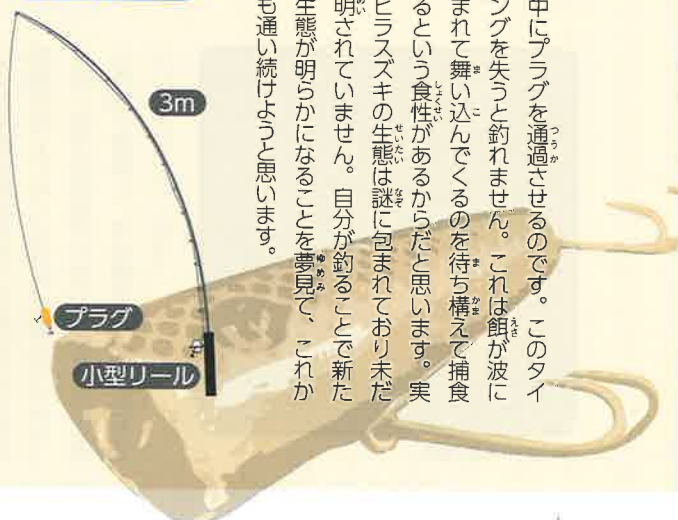 中にプラグを通過させるのです。このタイ
ングを失うと釣れません。これは餌が波に
まれて舞い込んでくるのを待ち構えて捕食
るという食性があるからだと思います。実
ヒラスズキの生態は謎に包まれており未だ
明されていません。自分が釣ることで新た
生態が明らかになることを夢見て、これか
も通い続けようと思います。
3m
プラグ
小型リール